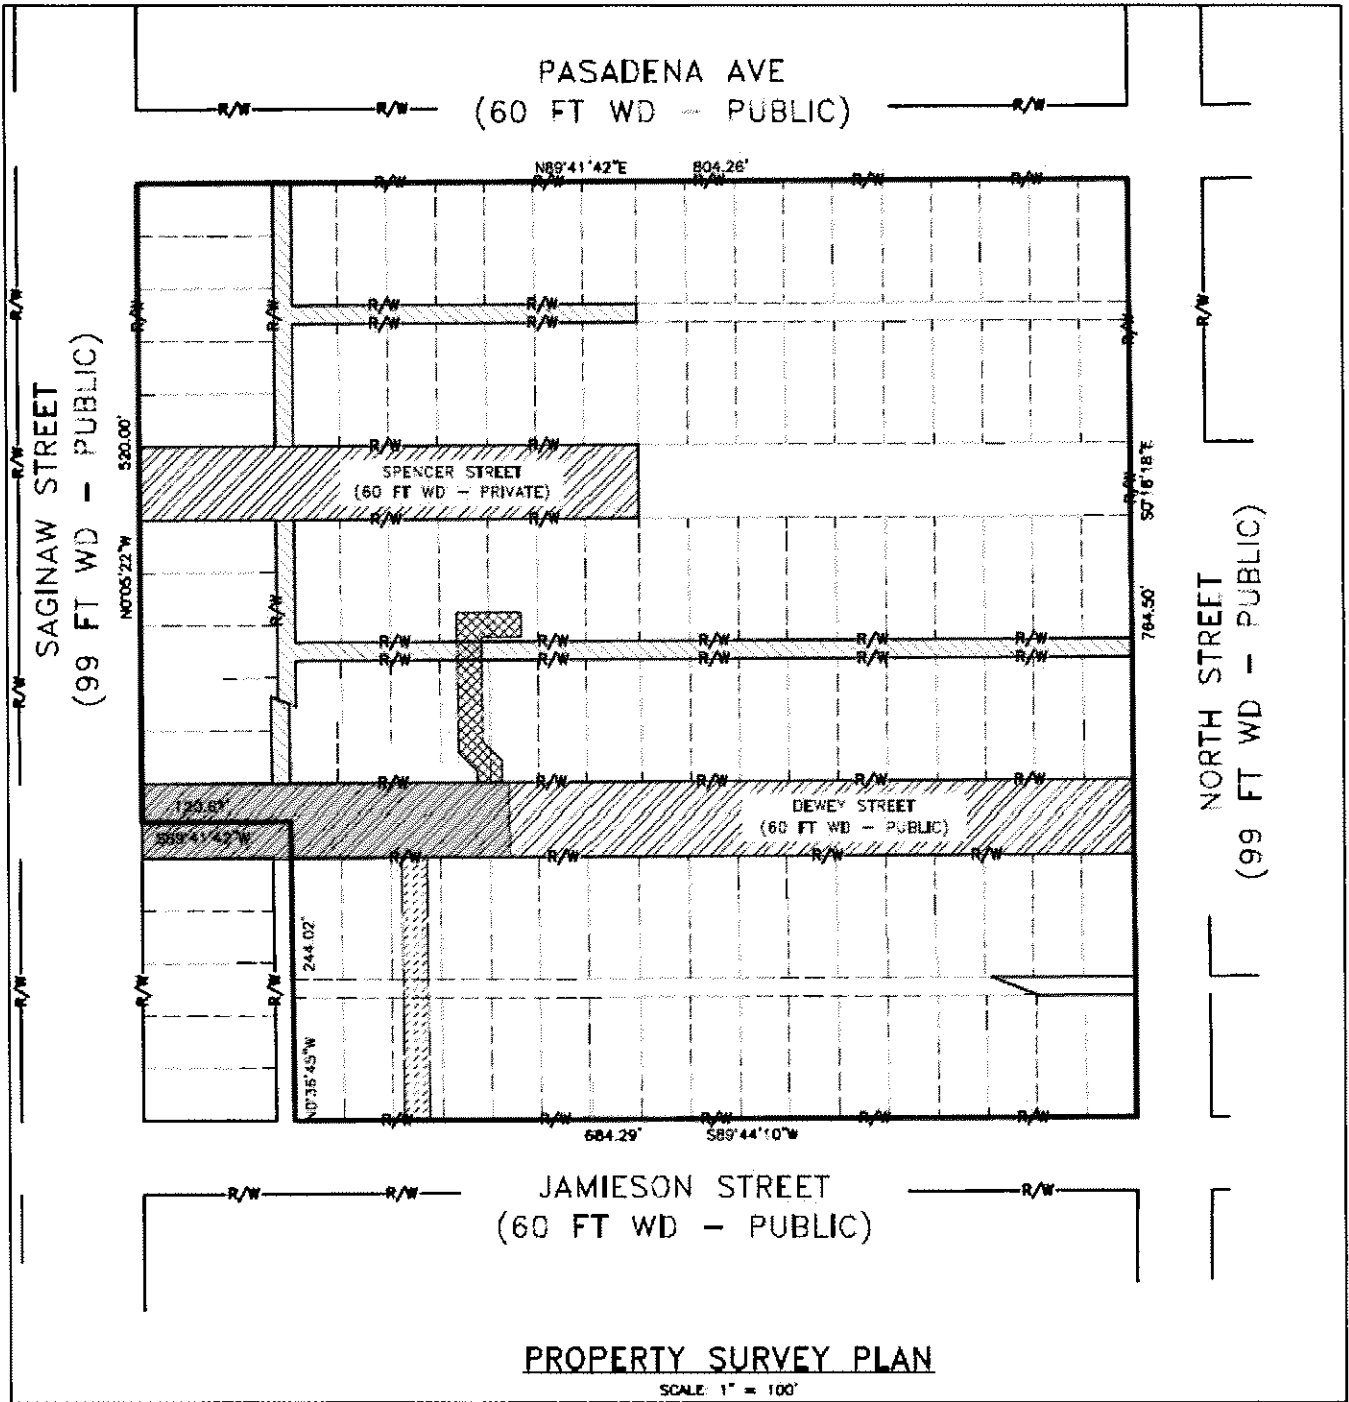 PASADENA AVE
(60 FT WD - PUBLIC)
R/W R/W R/W
N89°41'42"E 804.26'
R/W R/W R/W R/W R/W
R/W R/W
R/W R/W
R/W R/W R/W R/W R/W
SAGINAW STREET
(99 FT WD - PUBLIC)
N0°05'22"W 520.00'
R/W
R/W
R/W
R/W R/W
SPENCER STREET
(60 FT WD - PRIVATE)
R/W R/W
R/W
S0°16'18"E
764.50'
NORTH STREET
(99 FT WD - PUBLIC)
R/W
R/W R/W R/W R/W R/W
R/W R/W R/W R/W R/W
R/W R/W R/W R/W R/W
S89°41'42"W
DEWEY STREET
(60 FT WD - PUBLIC)
R/W R/W R/W R/W
244.02'
N0°36'45"W
R/W R/W R/W
R/W R/W R/W R/W R/W
684.29' S89°44'10"W
R/W R/W R/W
JAMIESON STREET
(60 FT WD - PUBLIC)
PROPERTY SURVEY PLAN
SCALE: 1" = 100'